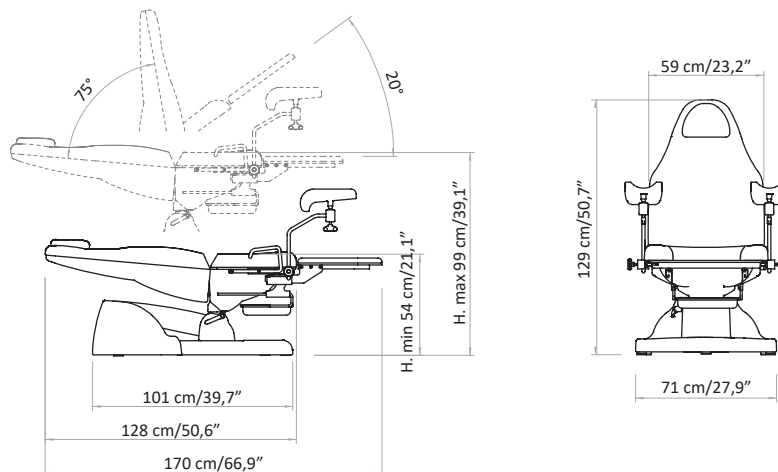 75°
20°
H. min 54 cm/21,1”
H. max 99 cm/39,1”
101 cm/39,7”
128 cm/50,6”
170 cm/66,9”
59 cm/23,2”
129 cm/50,7”
71 cm/27,9”